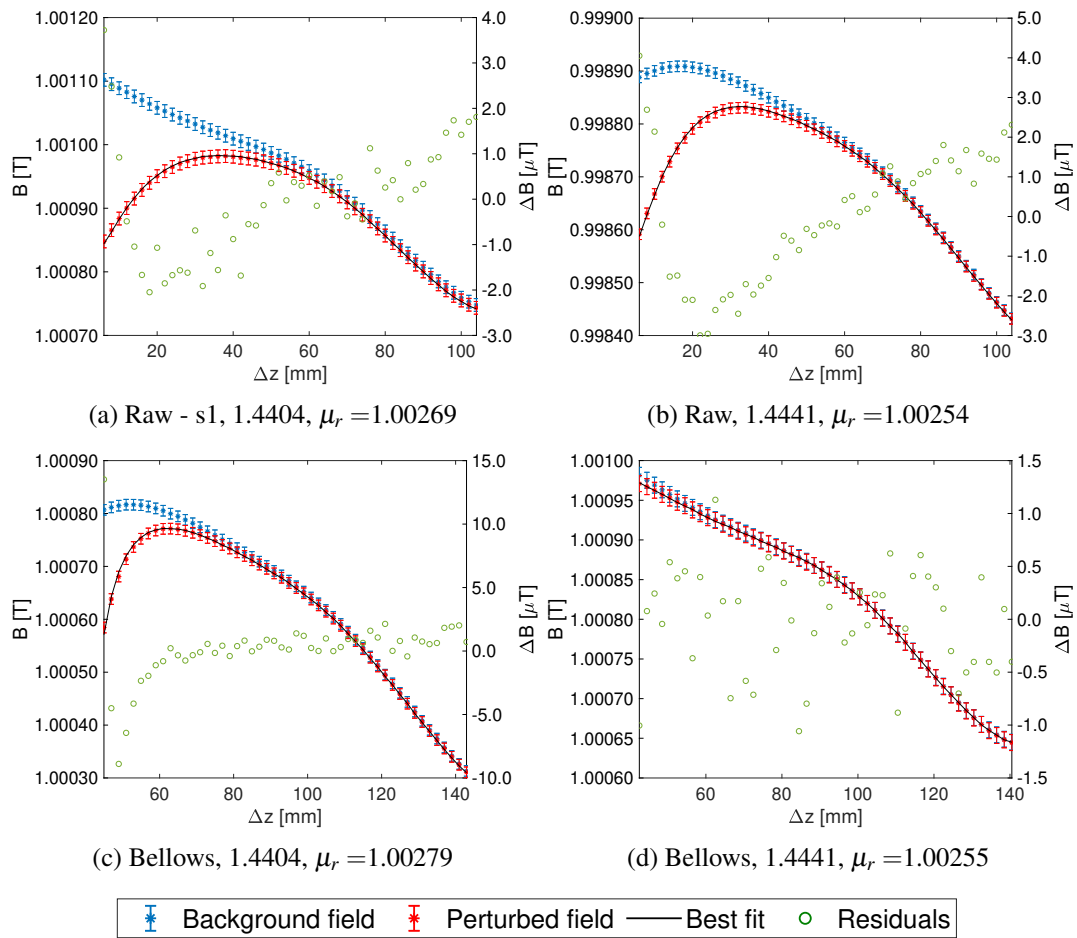 1.00120
1.00110
1.00100
1.00090
1.00080
1.00070
B [T]
4.0
3.0
2.0
1.0
0.0
-1.0
-2.0
-3.0
ΔB [μT]
20 40 60 80 100
Δz [mm]
(a) Raw - s1, 1.4404, μr =1.00269
0.99900
0.99890
0.99880
0.99870
0.99860
0.99850
0.99840
B [T]
5.0
4.0
3.0
2.0
1.0
0.0
-1.0
-2.0
-3.0
ΔB [μT]
20 40 60 80 100
Δz [mm]
(b) Raw, 1.4441, μr =1.00254
1.00090
1.00080
1.00070
1.00060
1.00050
1.00040
1.00030
B [T]
15.0
10.0
5.0
0.0
-5.0
-10.0
ΔB [μT]
60 80 100 120 140
Δz [mm]
(c) Bellows, 1.4404, μr =1.00279
1.00100
1.00095
1.00090
1.00085
1.00080
1.00075
1.00070
1.00065
1.00060
B [T]
1.5
1.0
0.5
0.0
-0.5
-1.0
-1.5
ΔB [μT]
60 80 100 120 140
Δz [mm]
(d) Bellows, 1.4441, μr =1.00255
Background field Perturbed field Best fit Residuals